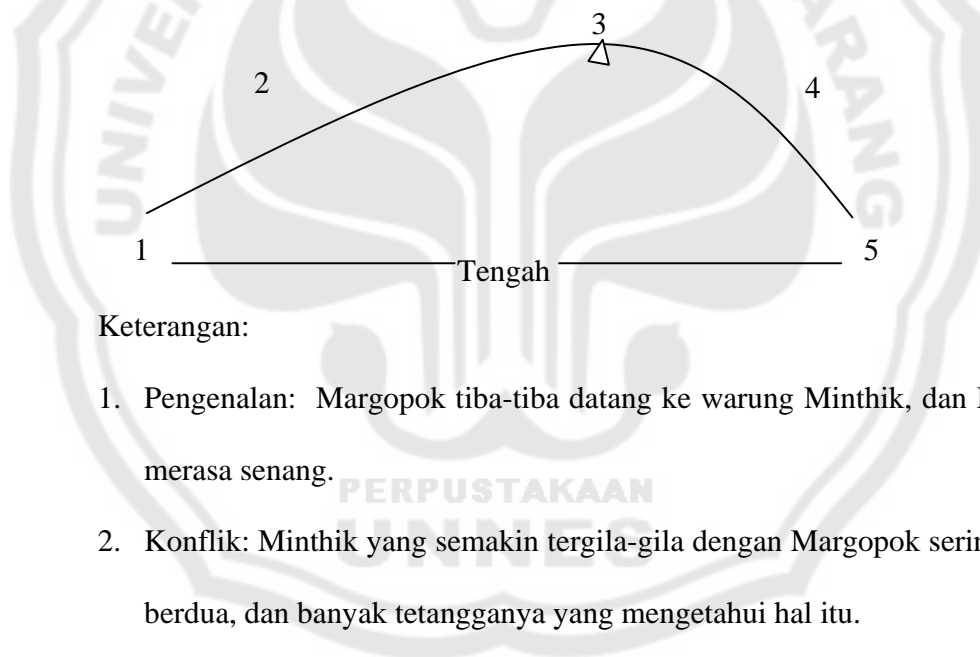 3
2
4
1
5
Tengah
Keterangan:
1. Pengenalan: Margopok tiba-tiba datang ke warung Minthik, dan
merasa senang.
PERPUSTAKAAN
UNNES
2. Konflik: Minthik yang semakin tergila-gila dengan Margopok
berdua, dan banyak tetangganya yang mengetahui hal itu.